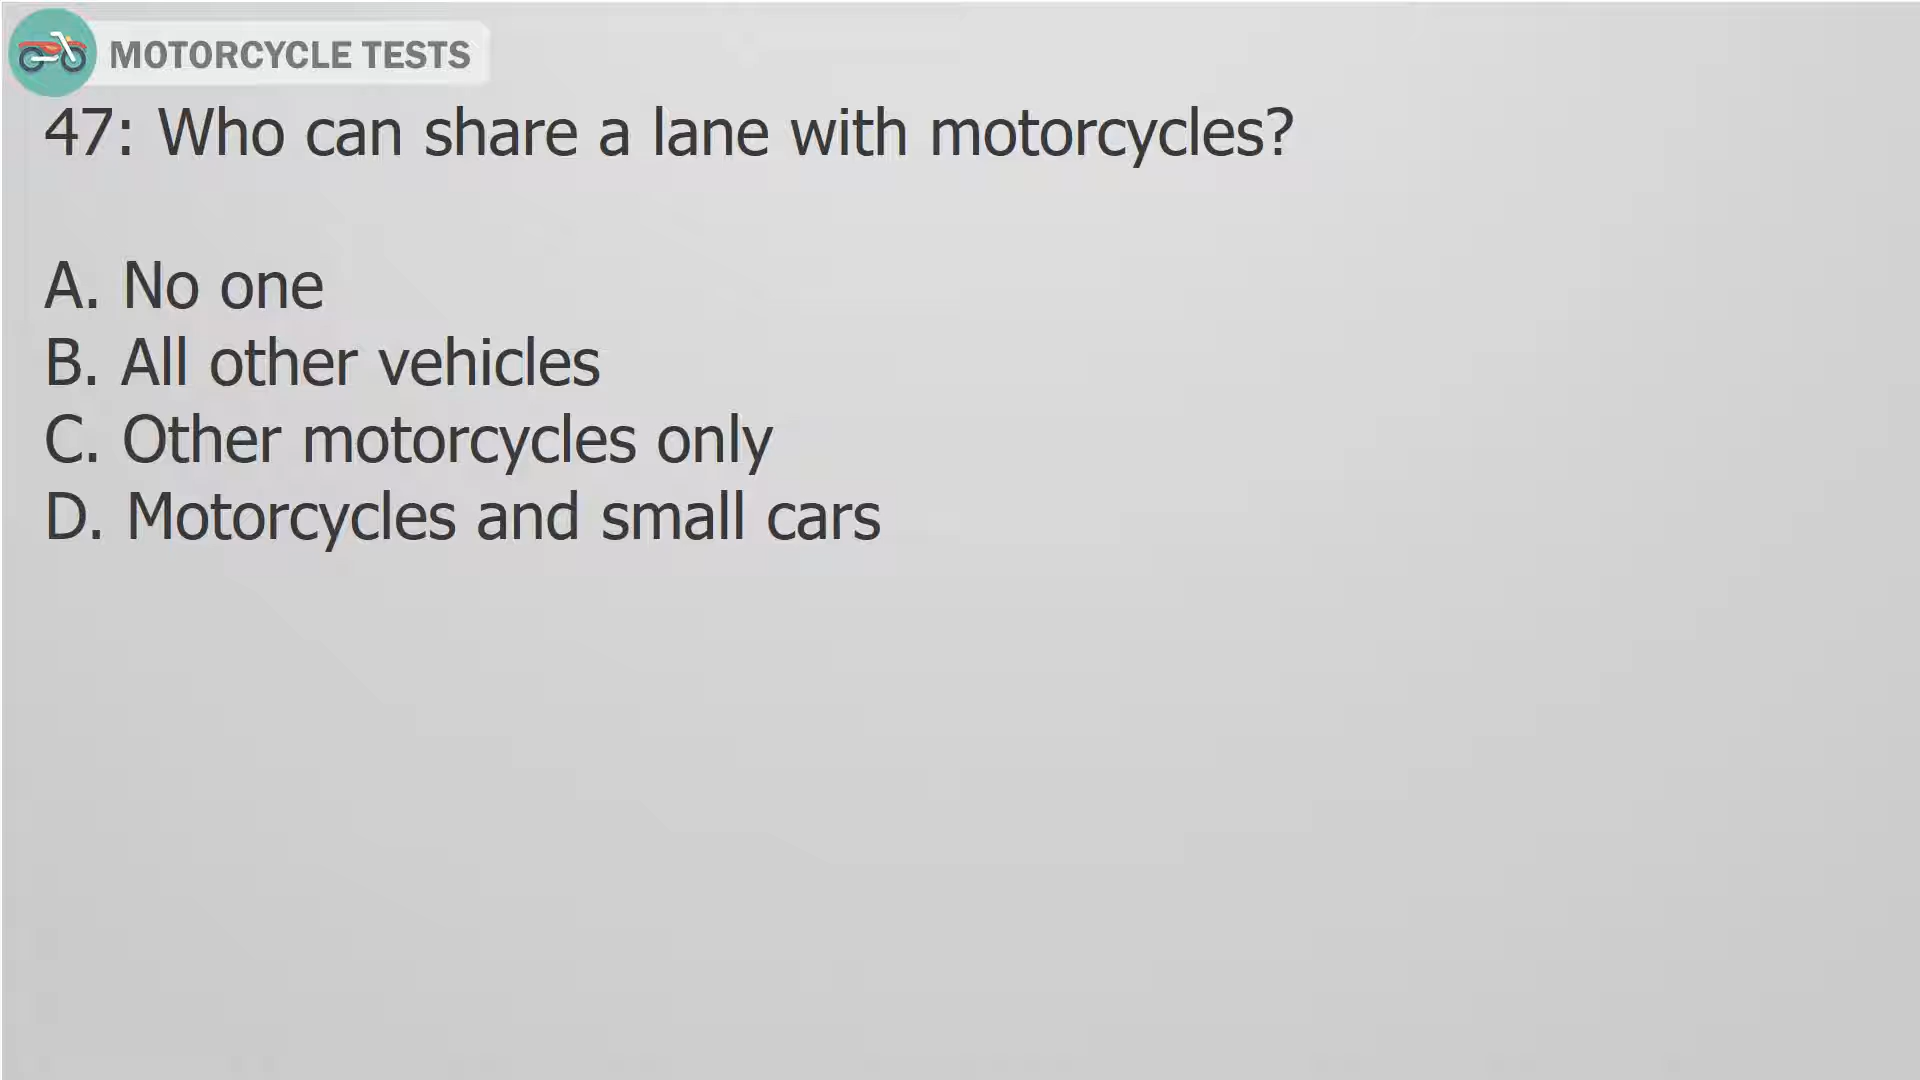 MOTORCYCLE TESTS
47: Who can share a lane with motorcycles?
A. No one
B. All other vehicles
C. Other motorcycles only
D. Motorcycles and small cars